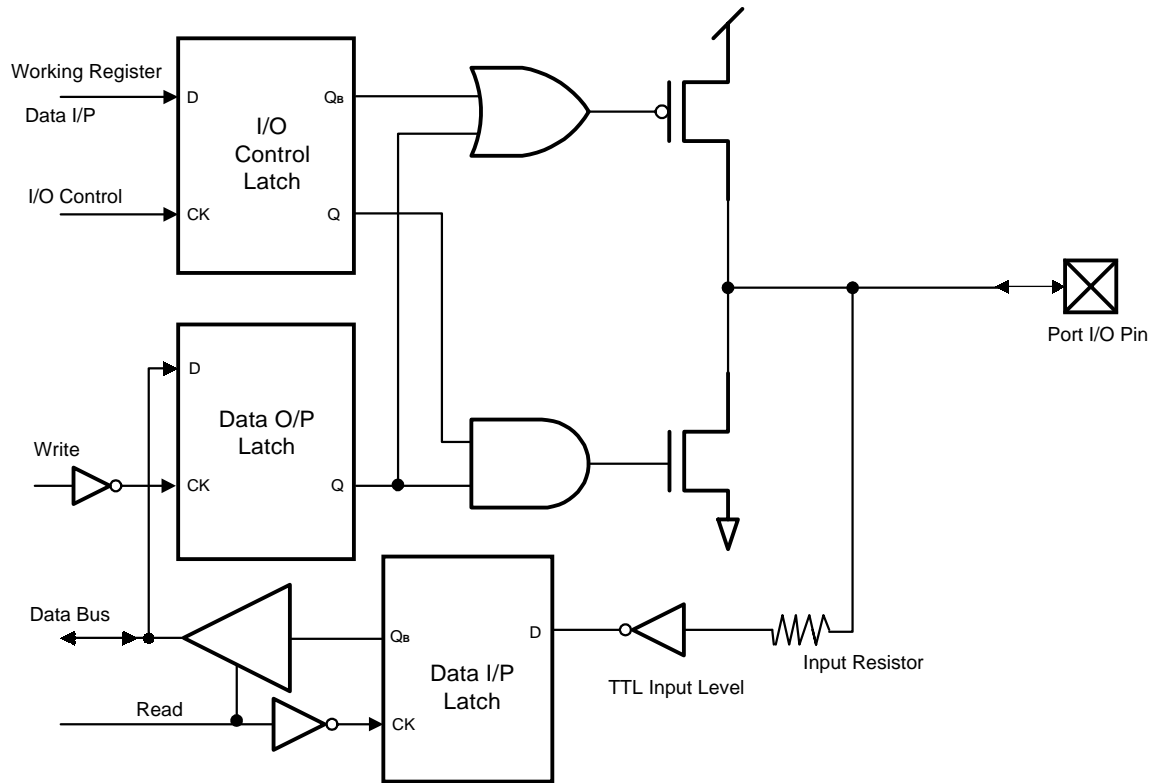 Working Register
D
Data I/P
QB
I/O
Control
Latch
I/O Control
CK
Q
Port I/O Pin
D
Data O/P
Latch
Write
CK
Q
Data Bus
QB
D
Data I/P
Latch
TTL Input Level
Input Resistor
Read
CK